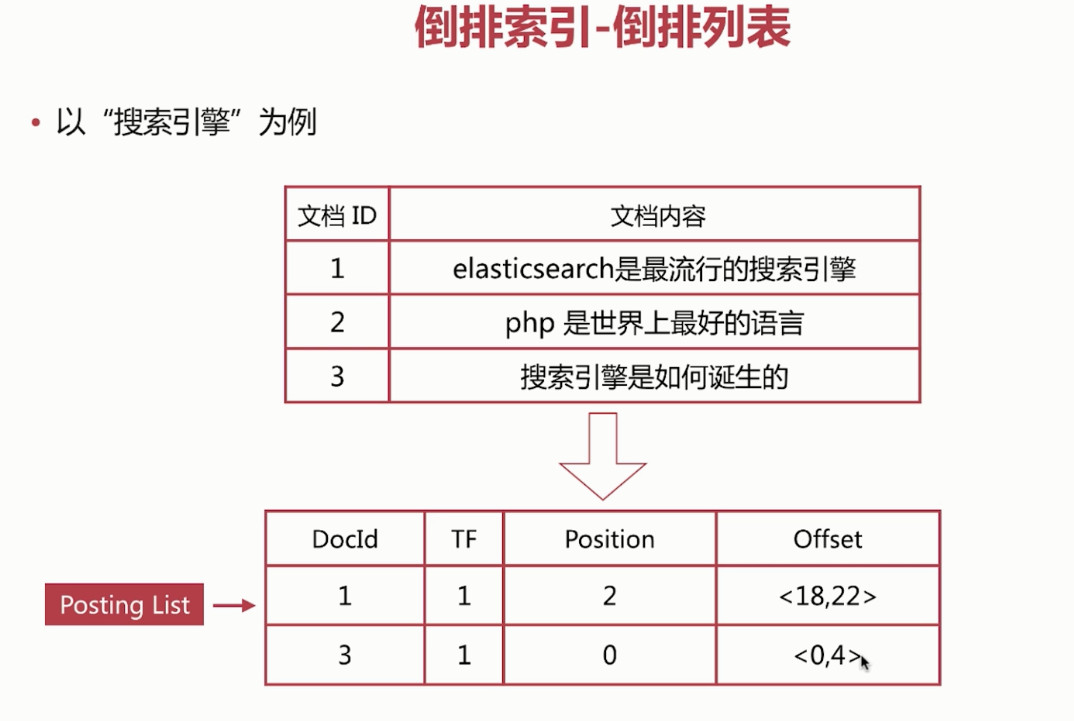 倒排索引-倒排列表
• 以“搜索引擎”为例
文档 ID 文档内容
1 elasticsearch是最流行的搜索引擎
2 php 是世界上最好的语言
3 搜索引擎是如何诞生的
DocId TF Position Offset
Posting List
1 1 2 <18,22>
3 1 0 <0,4>